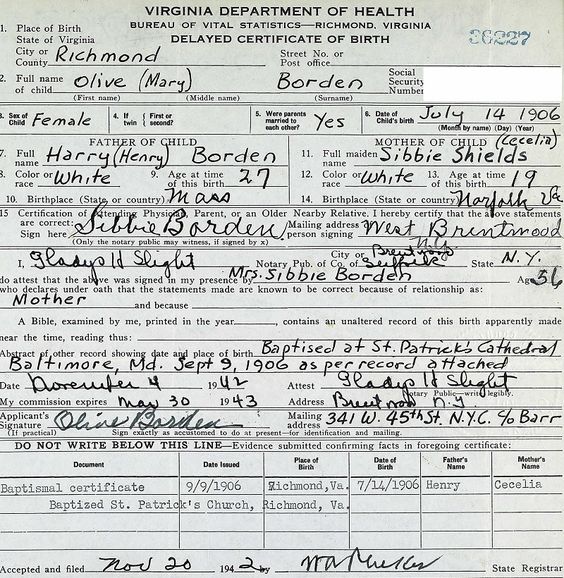 VIRGINIA DEPARTMENT OF HEALTH
BUREAU OF VITAL STATISTICS—RICHMOND, VIRGINIA
DELAYED CERTIFICATE OF BIRTH
36227
1. Place of Birth
State of Virginia
City or County Richmond
Street No. or Post office
2. Full name of child Olive (Mary) Borden
(First name) (Middle name) (Surname)
Social Security Number
3. Sex of Child Female 4. If twin { First or second? 5. Were parents married to each other? Yes 6. Date of Child's birth July 14 1906
(Month by name) (Day) (Year)
FATHER OF CHILD MOTHER OF CHILD (Cecelia)
7. Full name Harry (Henry) Borden 11. Full maiden name Sibbie Shields
8. Color or race White 9. Age at time of this birth 27 12. Color or race White 13. Age at time of this birth 19
10. Birthplace (State or country) Mass 14. Birthplace (State or country) Norfolk Va
15 Certification of Attending Physician, Parent, or an Older Nearby Relative. I hereby certify that the above statements
are correct:
Sign here Sibbie Borden Mailing address person signing West Brentwood N.Y.
(Only the notary public may witness, if signed by x)
I, Gladys H Slight Notary Pub. of City or Co. of Brentwood Suffolk State N.Y.
do attest that the above was signed in my presence by Mrs. Sibbie Borden Age 56
who declares under oath that the statements made are known to be correct because of relationship as:
Mother and because
A Bible, examined by me, printed in the year , contains an unaltered record of this birth apparently made
near the time, reading thus:
Abstract of other record showing date and place of birth Baptised at St. Patrick's Cathedral
Baltimore, Md. Sept 9, 1906 as per record attached
Date November 4 1942 Attest Gladys H Slight
Notary Public—write legibly.
My commission expires May 30 1943 Address Brentwood N.Y
Applicant's Signature Olive Borden Mailing address 341 W. 45th St. N.Y.C. c/o Barr
(If practical) Sign exactly as accustomed to do at present—for identification and mailing.
DO NOT WRITE BELOW THIS LINE—Evidence submitted confirming facts in foregoing certificate:
Document Date Issued Place of Birth Date of Birth Father's Name Mother's Name
Baptismal certificate 9/9/1906 Richmond, Va. 7/14/1906 Henry Cecelia
Baptized St. Patrick's Church, Richmond, Va.
Accepted and filed Nov 20 1942 by State Registrar